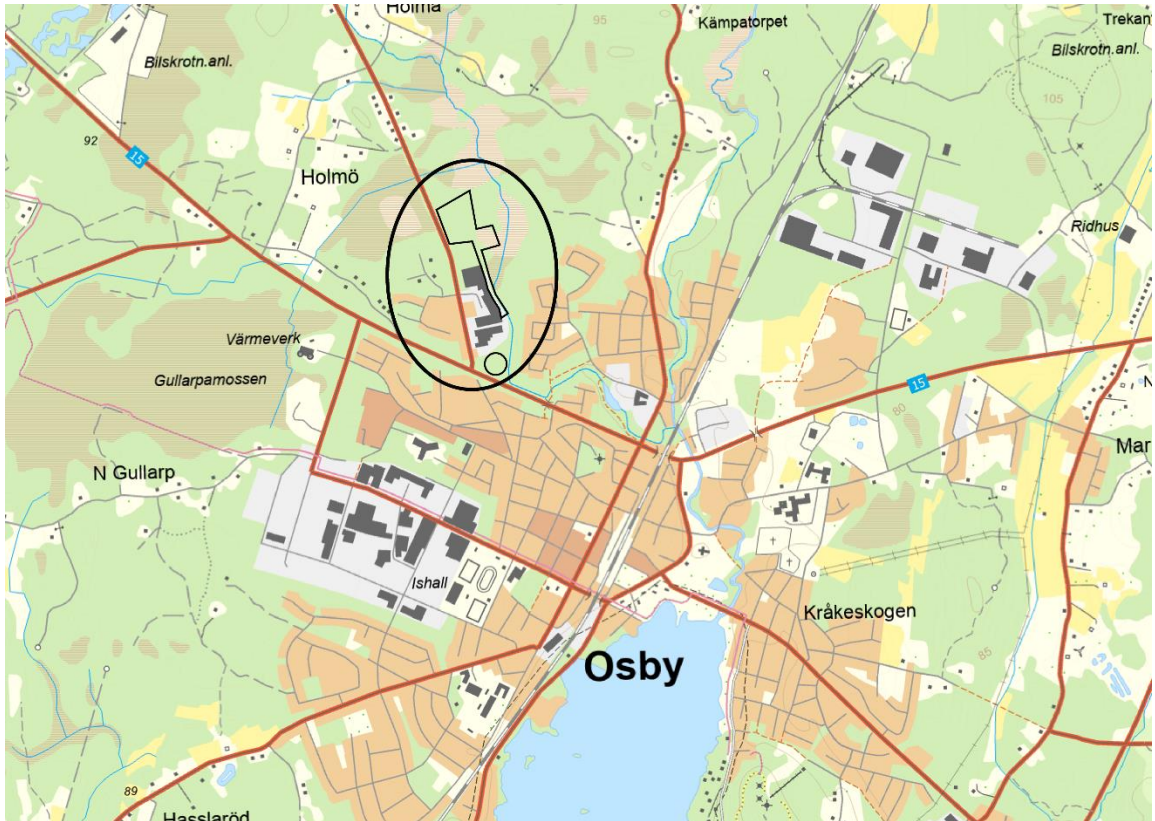 Holma
Kämpatorpet
95
Trekant
Bilskrotn.anl.
Bilskrotn.anl.
105
92
15
Holmö
Ridhus
Värmeverk
Gullarpamossen
15
80
N
N Gullarp
Mar
Ishall
Kråkeskogen
Osby
85
89
Hasslaröd